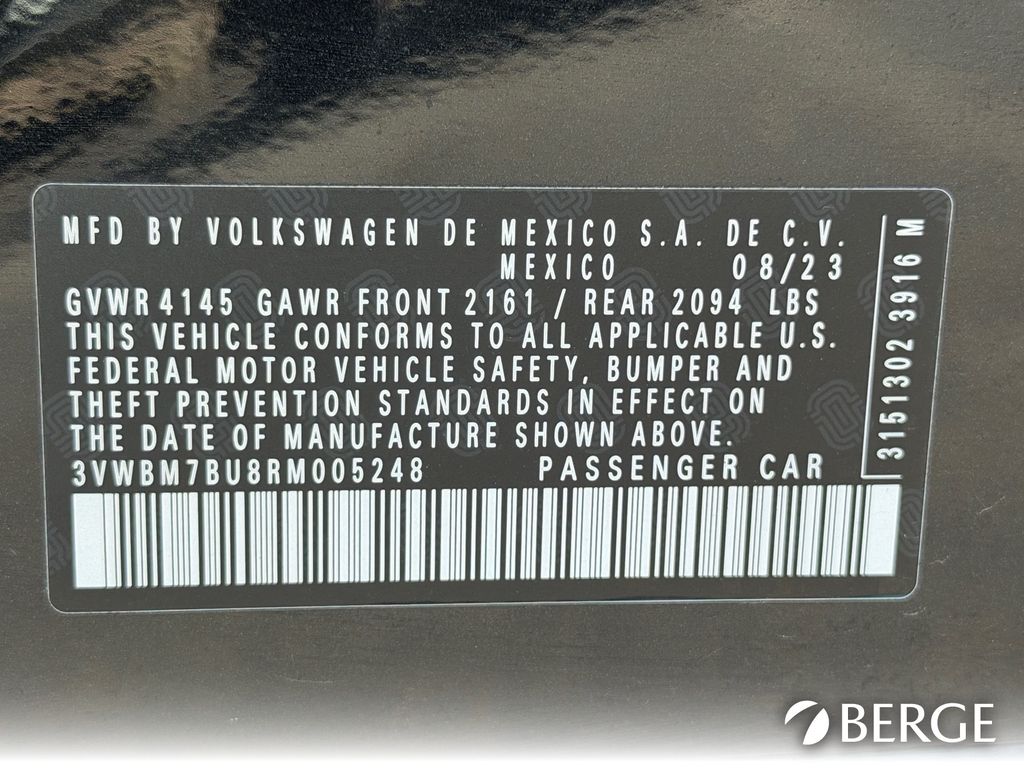 MFD BY VOLKSWAGEN DE MEXICO S.A. DE C.V.
MEXICO 08/23
GVWR 4145 GAWR FRONT 2161 / REAR 2094 LBS
THIS VEHICLE CONFORMS TO ALL APPLICABLE U.S.
FEDERAL MOTOR VEHICLE SAFETY, BUMPER AND
THEFT PREVENTION STANDARDS IN EFFECT ON
THE DATE OF MANUFACTURE SHOWN ABOVE.
3VWBM7BU8RM005248 PASSENGER CAR
3151302 3916 M
BERGE